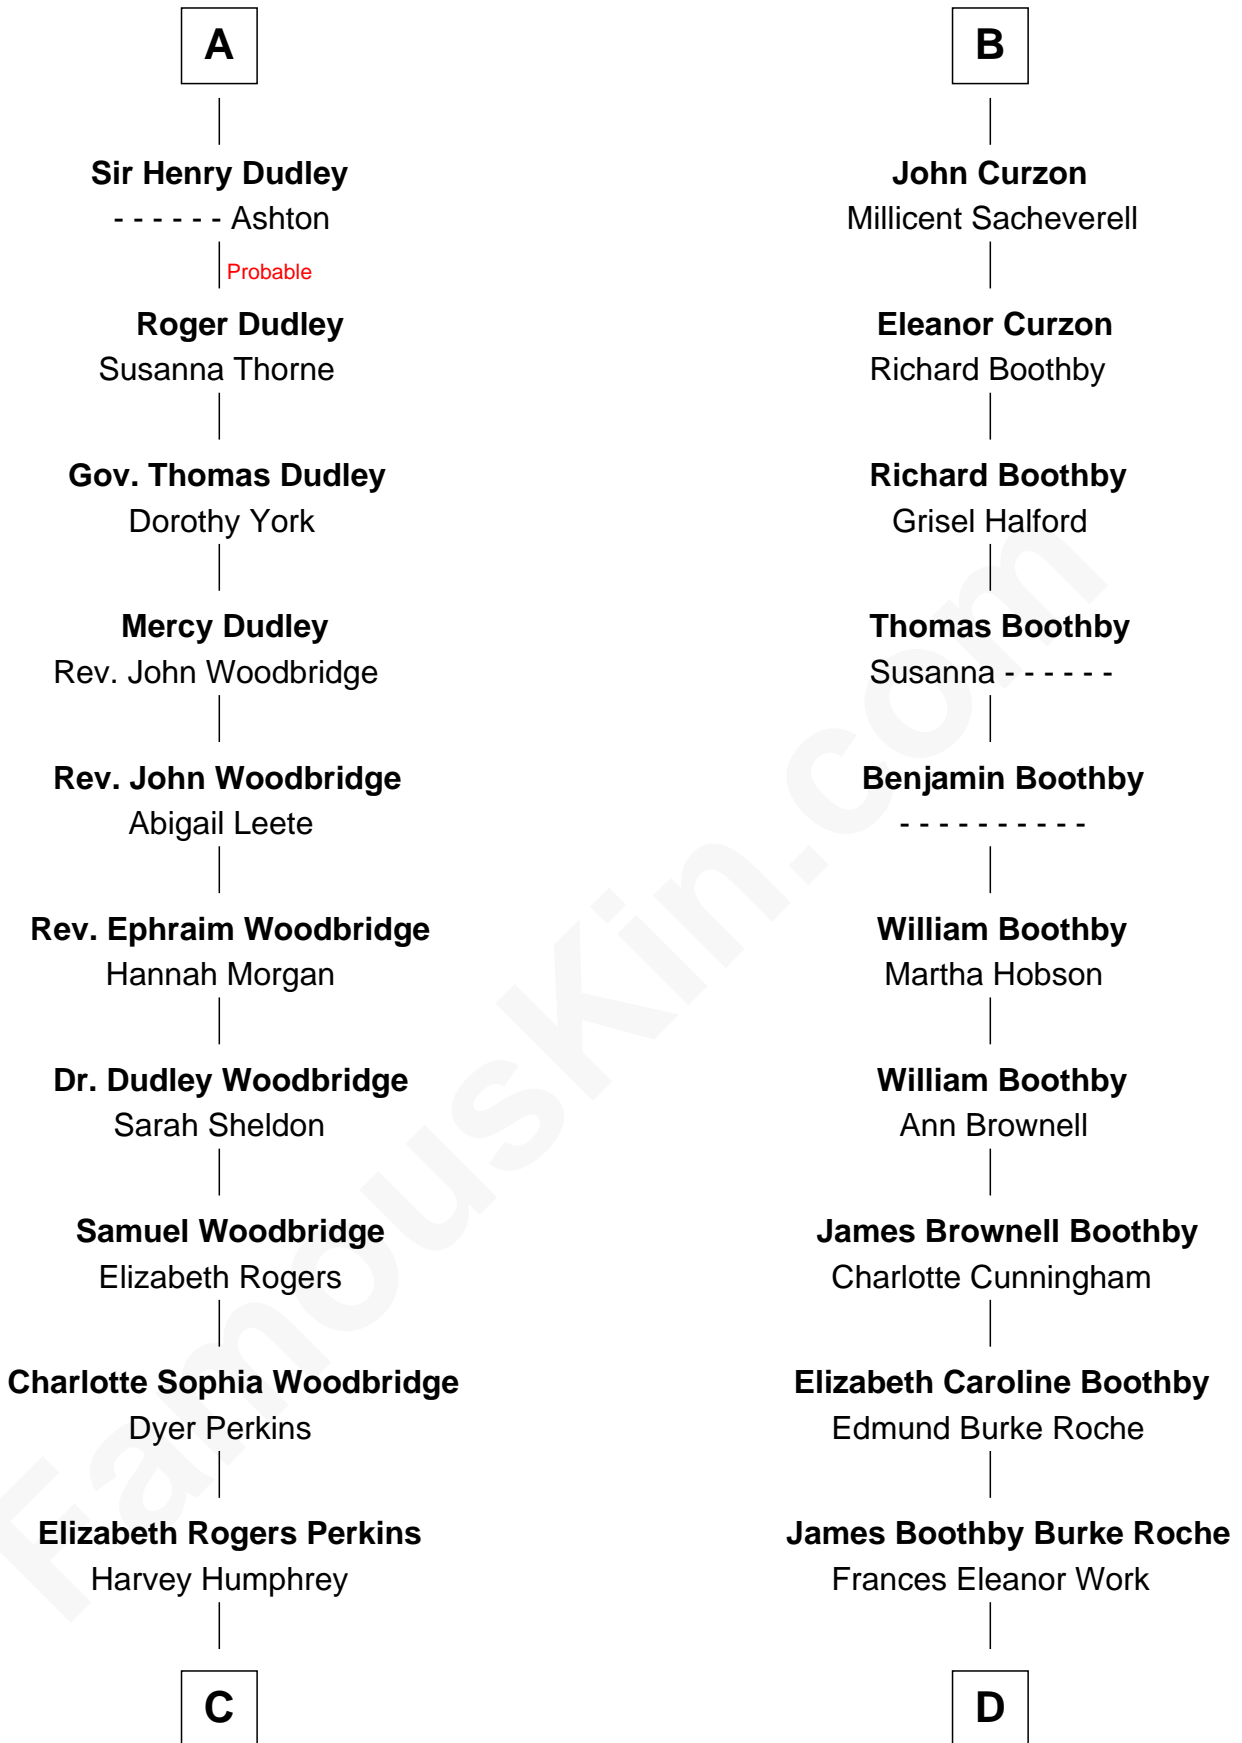 A
Sir Henry Dudley
- - - - - - Ashton
Probable
Roger Dudley
Susanna Thorne
Gov. Thomas Dudley
Dorothy York
Mercy Dudley
Rev. John Woodbridge
Rev. John Woodbridge
Abigail Leete
Rev. Ephraim Woodbridge
Hannah Morgan
Dr. Dudley Woodbridge
Sarah Sheldon
Samuel Woodbridge
Elizabeth Rogers
Charlotte Sophia Woodbridge
Dyer Perkins
Elizabeth Rogers Perkins
Harvey Humphrey
C
B
John Curzon
Millicent Sacheverell
Eleanor Curzon
Richard Boothby
Richard Boothby
Grisel Halford
Thomas Boothby
Susanna - - - - - -
Benjamin Boothby
- - - - - - - - - -
William Boothby
Martha Hobson
William Boothby
Ann Brownell
James Brownell Boothby
Charlotte Cunningham
Elizabeth Caroline Boothby
Edmund Burke Roche
James Boothby Burke Roche
Frances Eleanor Work
D
FamousKin.com